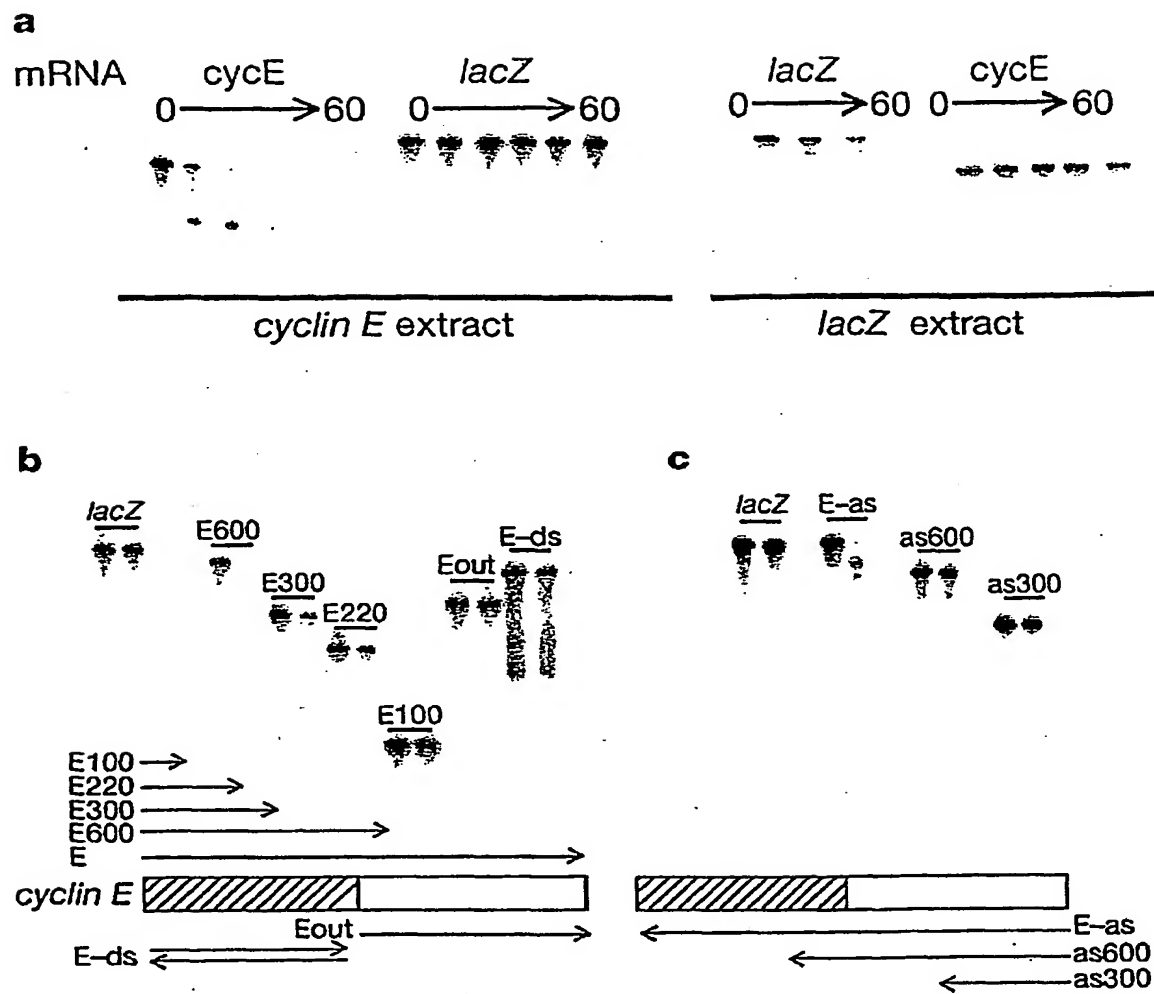 a
mRNA cycE lacZ lacZ cycE
0 60 0 60 0 60 0 60
cyclin E extract lacZ extract
b c
lacZ E600 E300 E220 Eout E–ds E100
lacZ E–as as600 as300
E100
E220
E300
E600
E
cyclin E
Eout
E–ds
E–as
as600
as300